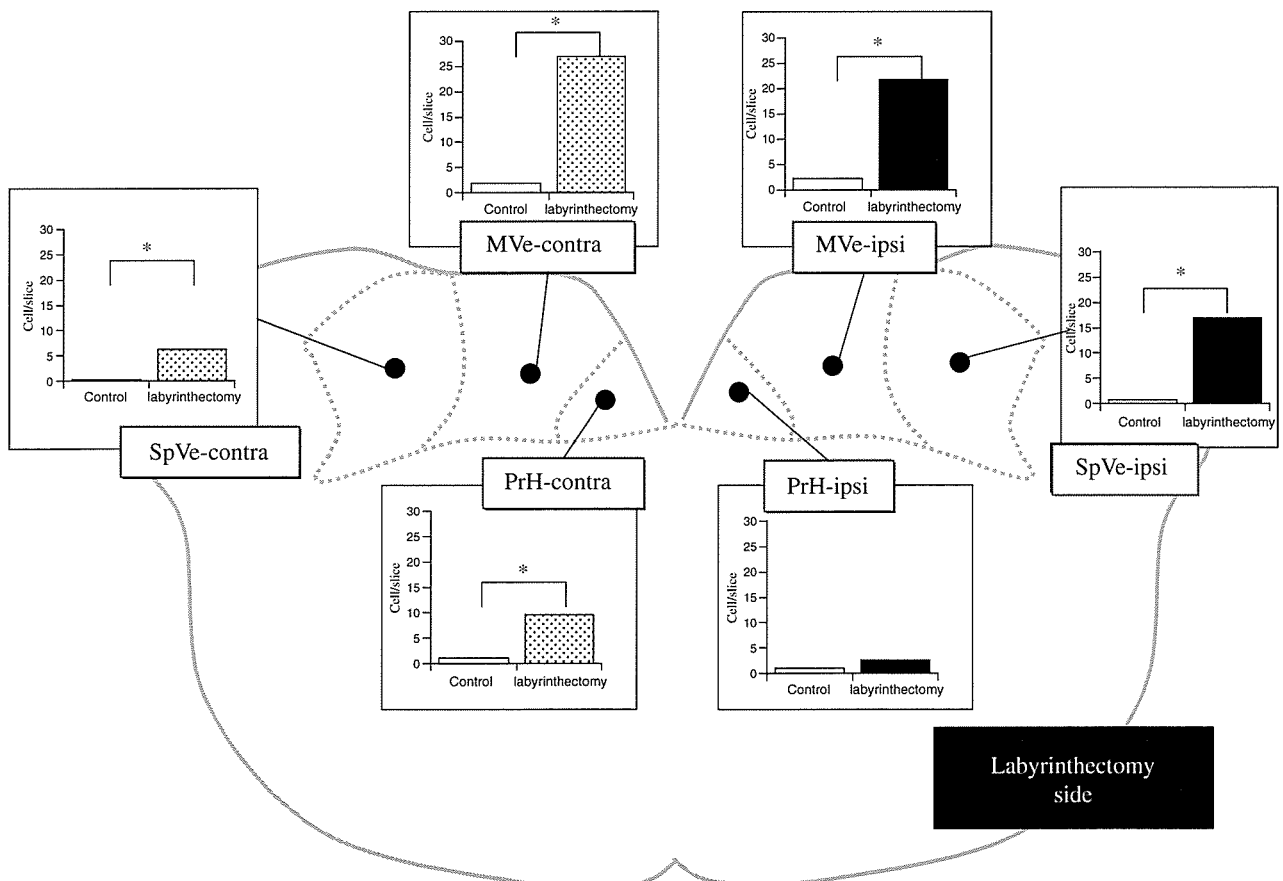 *
30
25
20
15
10
5
0
Cell/slice
Control labyrinthectomy
MVe-contra
*
30
25
20
15
10
5
0
Cell/slice
Control labyrinthectomy
MVe-ipsi
*
30
25
20
15
10
5
0
Cell/slice
Control labyrinthectomy
SpVe-contra
*
30
25
20
15
10
5
0
Cell/slice
Control labyrinthectomy
SpVe-ipsi
PrH-contra
*
30
25
20
15
10
5
0
Cell/slice
Control labyrinthectomy
PrH-ipsi
30
25
20
15
10
5
0
Cell/slice
Control labyrinthectomy
Labyrinthectomy
side